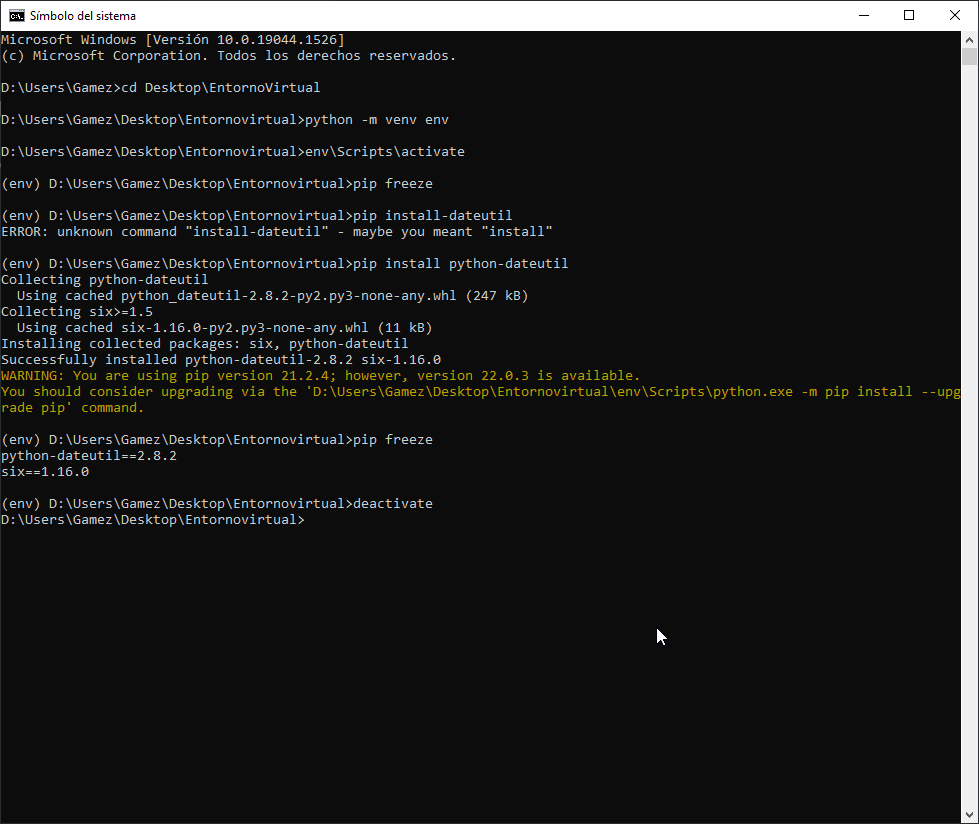 Símbolo del sistema
Microsoft Windows [Versión 10.0.19044.1526]
(c) Microsoft Corporation. Todos los derechos reservados.
D:\Users\Gamez>cd Desktop\EntornoVirtual
D:\Users\Gamez\Desktop\Entornovirtual>python -m venv env
D:\Users\Gamez\Desktop\Entornovirtual>env\Scripts\activate
(env) D:\Users\Gamez\Desktop\Entornovirtual>pip freeze
(env) D:\Users\Gamez\Desktop\Entornovirtual>pip install-dateutil
ERROR: unknown command "install-dateutil" - maybe you meant "install"
(env) D:\Users\Gamez\Desktop\Entornovirtual>pip install python-dateutil
Collecting python-dateutil
  Using cached python_dateutil-2.8.2-py2.py3-none-any.whl (247 kB)
Collecting six>=1.5
  Using cached six-1.16.0-py2.py3-none-any.whl (11 kB)
Installing collected packages: six, python-dateutil
Successfully installed python-dateutil-2.8.2 six-1.16.0
WARNING: You are using pip version 21.2.4; however, version 22.0.3 is available.
You should consider upgrading via the 'D:\Users\Gamez\Desktop\Entornovirtual\env\Scripts\python.exe -m pip install --upg
rade pip' command.
(env) D:\Users\Gamez\Desktop\Entornovirtual>pip freeze
python-dateutil==2.8.2
six==1.16.0
(env) D:\Users\Gamez\Desktop\Entornovirtual>deactivate
D:\Users\Gamez\Desktop\Entornovirtual>